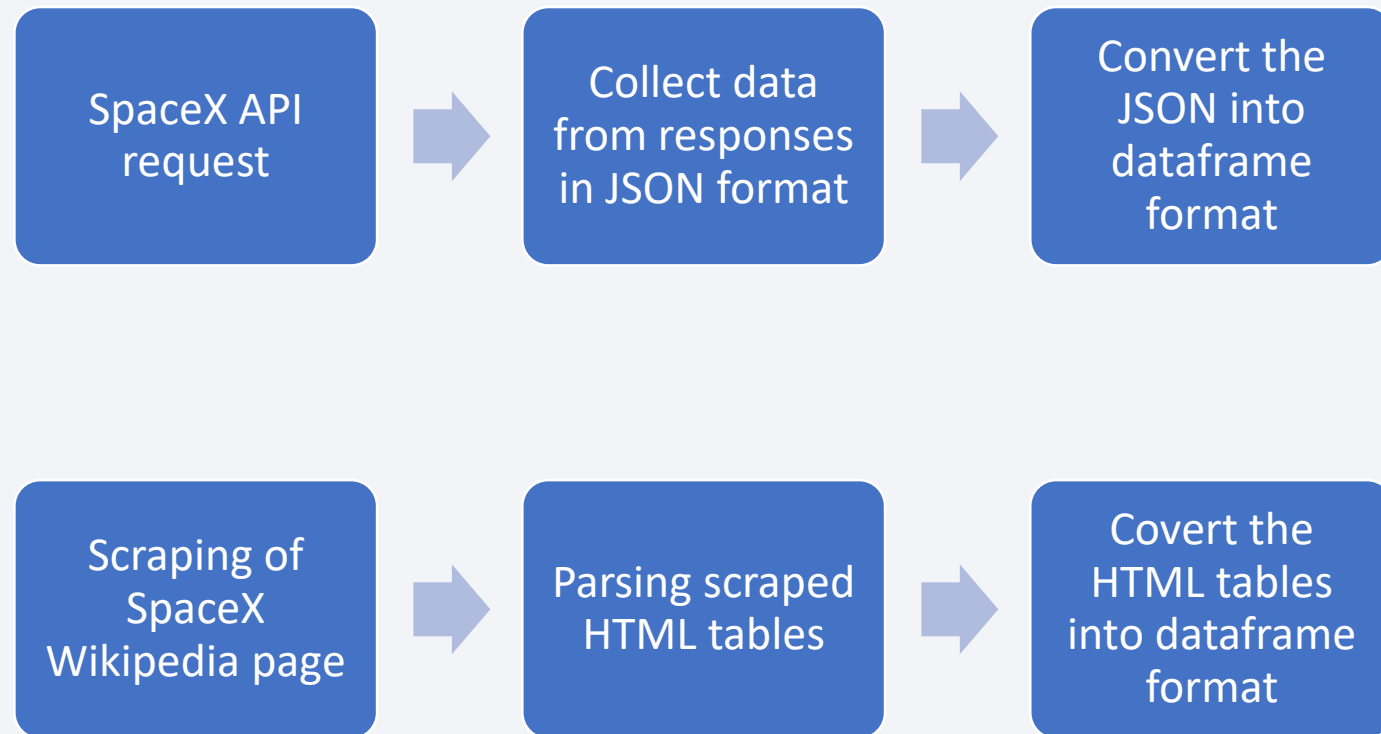 SpaceX API
request
Collect data
from responses
in JSON format
Convert the
JSON into
dataframe
format
Scraping of
SpaceX
Wikipedia page
Parsing scraped
HTML tables
Covert the
HTML tables
into dataframe
format